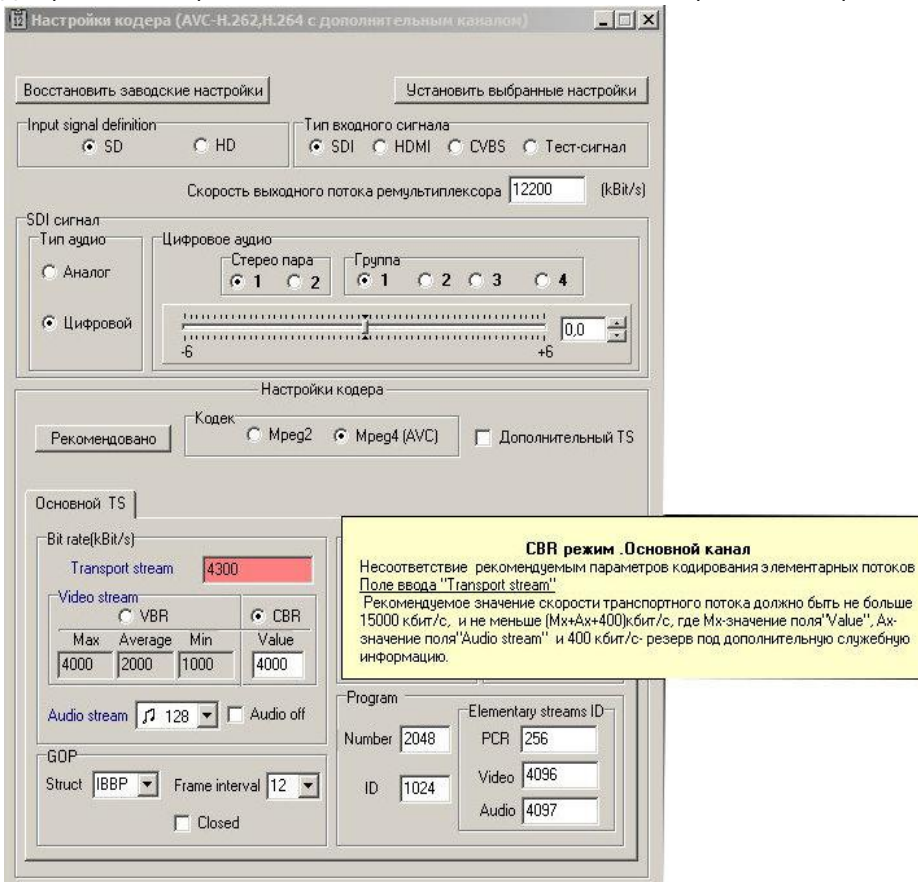 Настройки кодера (AVC-H.262,H.264 с дополнительным каналом)
Восстановить заводские настройки
Установить выбранные настройки
Input signal definition
SD HD
Тип входного сигнала
SDI HDMI CVBS Тест-сигнал
Скорость выходного потока ремультиплексора 12200 (kBit/s)
SDI сигнал
Тип аудио
Аналог
Цифровой
Цифровое аудио
Стерео пара
1 2
Группа
1 2 3 4
0,0
-6 +6
Настройки кодера
Рекомендовано
Кодек
Mpeg2 Mpeg4 (AVC)
Дополнительный TS
Основной TS
Bit rate(kBit/s)
Transport stream 4300
Video stream
VBR CBR
Max Average Min Value
4000 2000 1000 4000
Audio stream 128 Audio off
GOP
Struct IBBP Frame interval 12
Closed
CBR режим .Основной канал
Несоответствие рекомендуемым параметров кодирования элементарных потоков
Поле ввода "Transport stream"
Рекомендуемое значение скорости транспортного потока должно быть не больше
15000 кбит/с, и не меньше (Mx+Ax+400)кбит/с, где Mx-значение поля"Value", Ax-
значение поля"Audio stream" и 400 кбит/с- резерв под дополнительную служебную
информацию.
Program
Number 2048
ID 1024
Elementary streams ID
PCR 256
Video 4096
Audio 4097